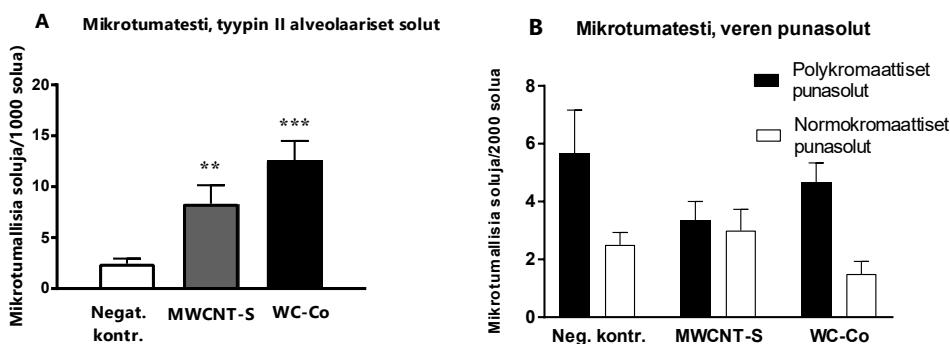 A
Mikrotumatesti, tyypin II alveolaariset solut
Mikrotumallisia soluja/1000 solua)
20
15
10
5
0
**
***
Negat.
kontr.
MWCNT-S
WC-Co
B
Mikrotumatesti, veren punasolut
Mikrotumallisia soluja/2000 solua
8
6
4
2
0
Polykromaattiset
punasolut
Normokromaattiset
punasolut
Neg. kontr.
MWCNT-S
WC-Co